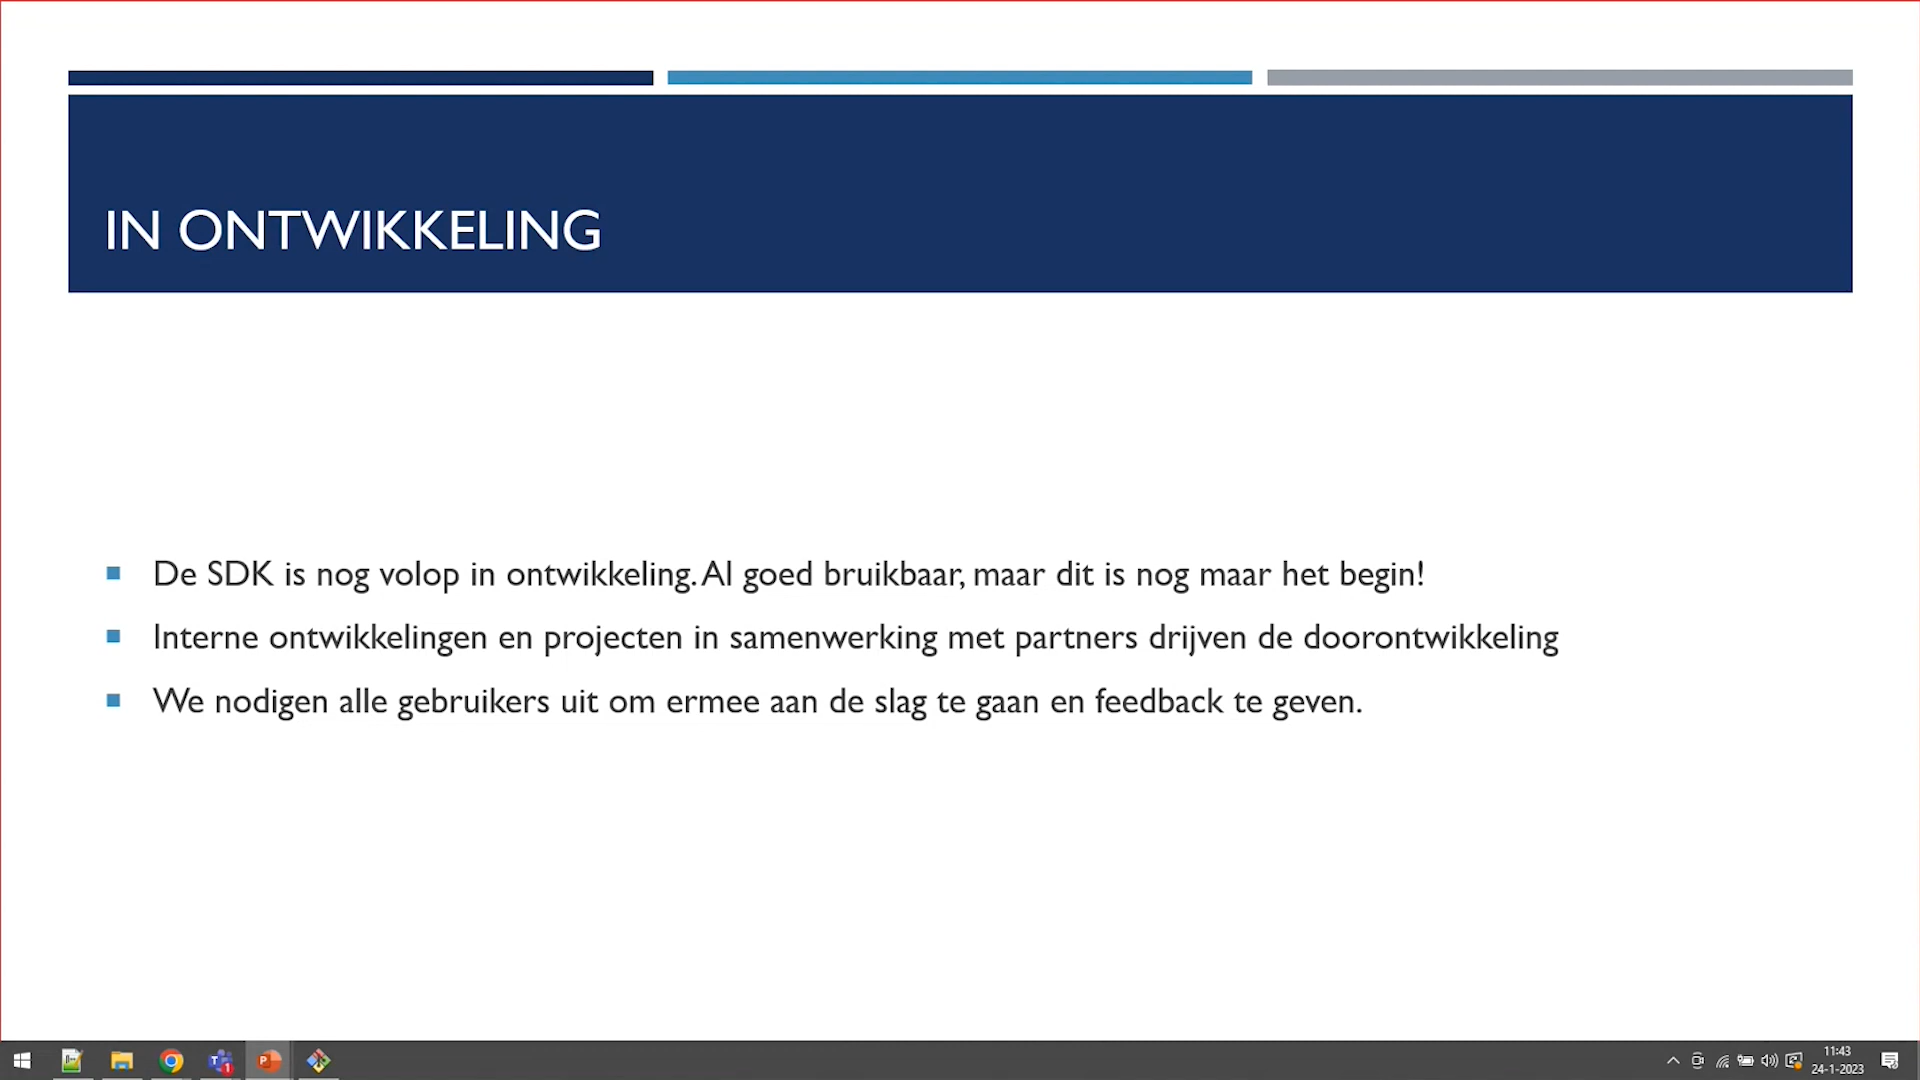 IN ONTWIKKELING
De SDK is nog volop in ontwikkeling. Al goed bruikbaar, maar dit is nog maar het begin!
Interne ontwikkelingen en projecten in samenwerking met partners drijven de doorontwikkeling
We nodigen alle gebruikers uit om ermee aan de slag te gaan en feedback te geven.
11:43
24-1-2023